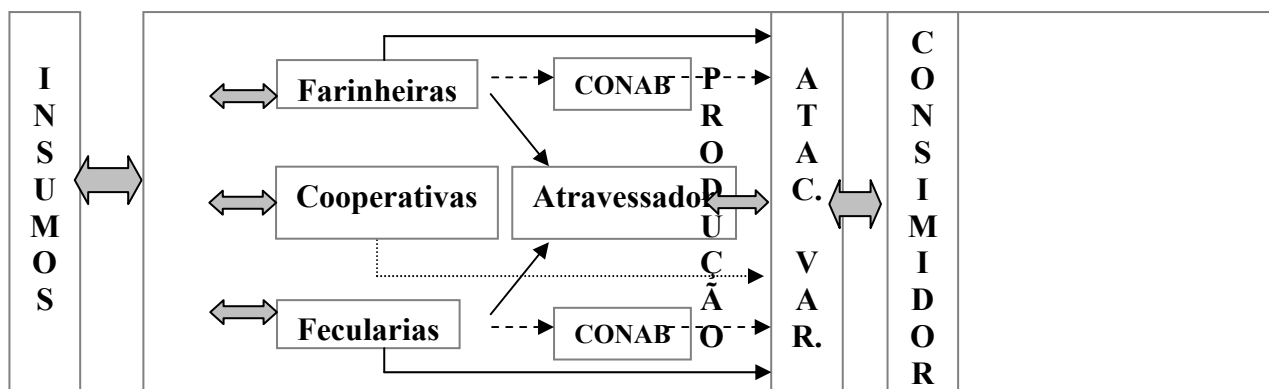 INSUMOS
Farinheiras
CONAB
Cooperativas
Atravessador
Fecularias
CONAB
PRODUÇÃO
ATAC. VAR.
CONSIMIDOR